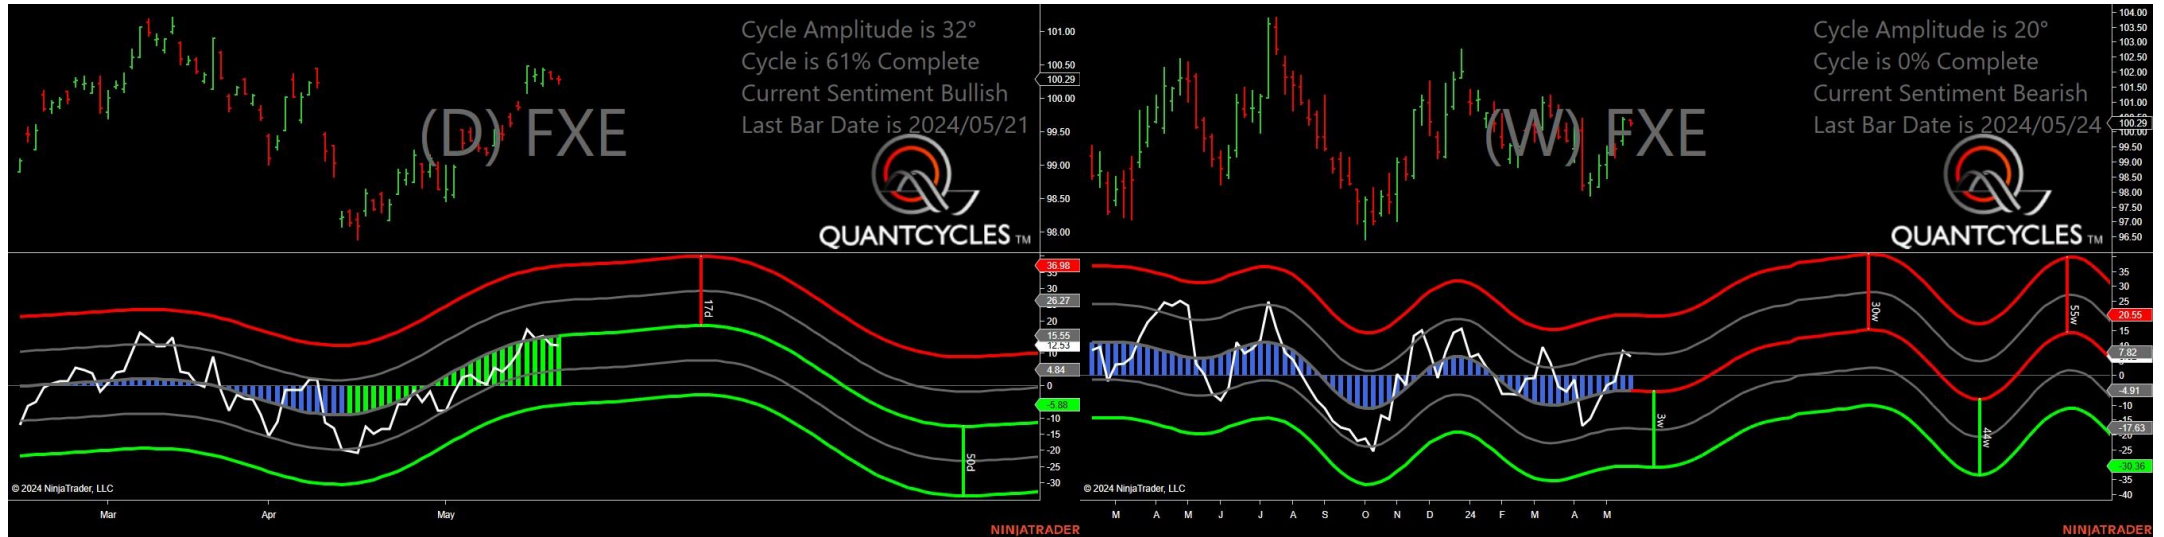 Cycle Amplitude is 32°
Cycle is 61% Complete
Current Sentiment Bullish
Last Bar Date is 2024/05/21
(D) FXE
QUANTCYCLES TM
101.00
100.50
100.29
100.00
99.50
99.00
98.50
98.00
36.98
35
30
26.27
20
15.55
12.53
10
4.84
0
-5.88
-10
-15
-20
-25
-30
17d
50d
© 2024 NinjaTrader, LLC
Mar Apr May
NINJATRADER
Cycle Amplitude is 20°
Cycle is 0% Complete
Current Sentiment Bearish
Last Bar Date is 2024/05/24
(W) FXE
QUANTCYCLES TM
104.00
103.50
103.00
102.50
102.00
101.50
101.00
100.29
100.00
99.50
99.00
98.50
98.00
97.50
97.00
96.50
35
30
25
20.55
15
7.82
0
-4.91
-10
-17.63
-25
-30.36
-35
-40
30w
55w
3w
44w
© 2024 NinjaTrader, LLC
M A M J J A S O N D 24 F M A M
NINJATRADER